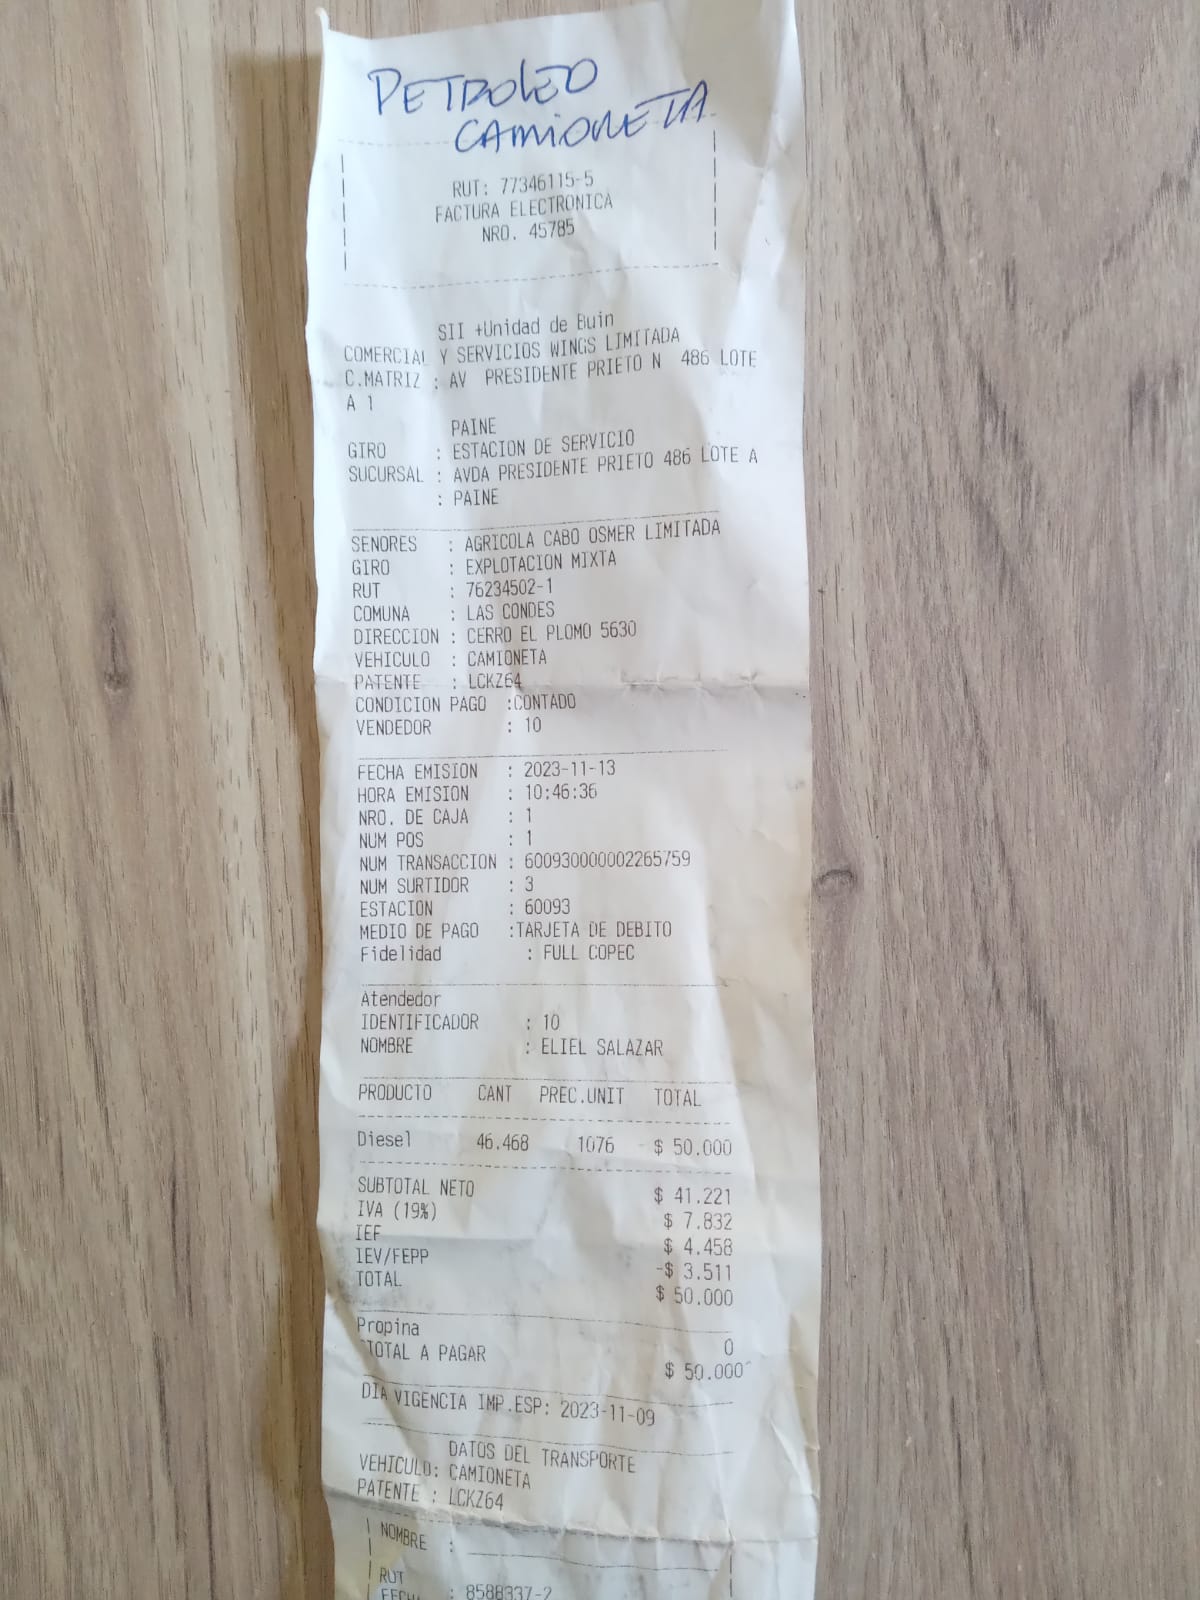 PETROLEO
CAMIONETA
RUT: 77346115-5
FACTURA ELECTRONICA
NRO. 45785
SII +Unidad de Buin
COMERCIAL Y SERVICIOS WINGS LIMITADA
C.MATRIZ : AV PRESIDENTE PRIETO N 486 LOTE
A 1
PAINE
GIRO : ESTACION DE SERVICIO
SUCURSAL : AVDA PRESIDENTE PRIETO 486 LOTE A
: PAINE
SENORES : AGRICOLA CABO OSMER LIMITADA
GIRO : EXPLOTACION MIXTA
RUT : 76234502-1
COMUNA : LAS CONDES
DIRECCION : CERRO EL PLOMO 5630
VEHICULO : CAMIONETA
PATENTE : LCKZ64
CONDICION PAGO :CONTADO
VENDEDOR : 10
FECHA EMISION : 2023-11-13
HORA EMISION : 10:46:36
NRO. DE CAJA : 1
NUM POS : 1
NUM TRANSACCION : 600930000002265759
NUM SURTIDOR : 3
ESTACION : 60093
MEDIO DE PAGO :TARJETA DE DEBITO
Fidelidad : FULL COPEC
Atendedor
IDENTIFICADOR : 10
NOMBRE : ELIEL SALAZAR
PRODUCTO CANT PREC.UNIT TOTAL
Diesel 46.468 1076 $ 50.000
SUBTOTAL NETO $ 41.221
IVA (19%) $ 7.832
IEF $ 4.458
IEV/FEPP -$ 3.511
TOTAL $ 50.000
Propina 0
TOTAL A PAGAR $ 50.000
DIA VIGENCIA IMP.ESP: 2023-11-09
DATOS DEL TRANSPORTE
VEHICULO: CAMIONETA
PATENTE : LCKZ64
NOMBRE :
RUT : 8588337-2